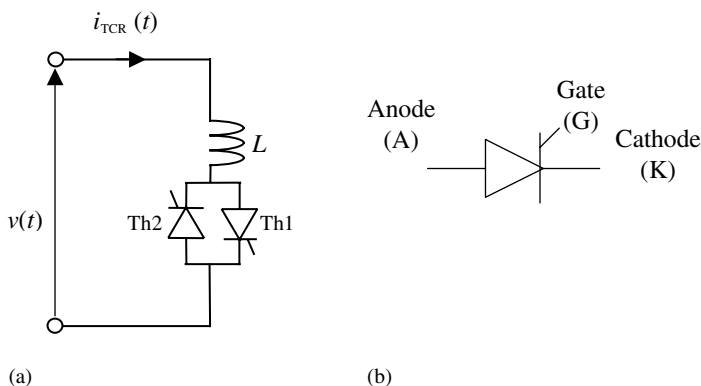 i_TCR (t)
L
v(t)
Th2
Th1
(a)
Gate
(G)
Anode
(A)
Cathode
(K)
(b)